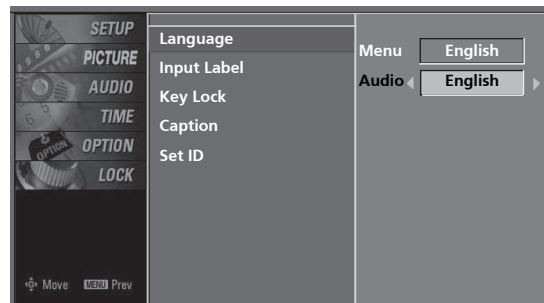 SETUP
PICTURE
AUDIO
TIME
OPTION
LOCK
Move MENU Prev
Language
Input Label
Key Lock
Caption
Set ID
Menu English
Audio English